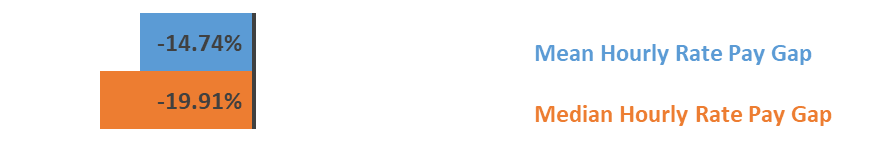 -14.74%
Mean Hourly Rate Pay Gap
-19.91%
Median Hourly Rate Pay Gap